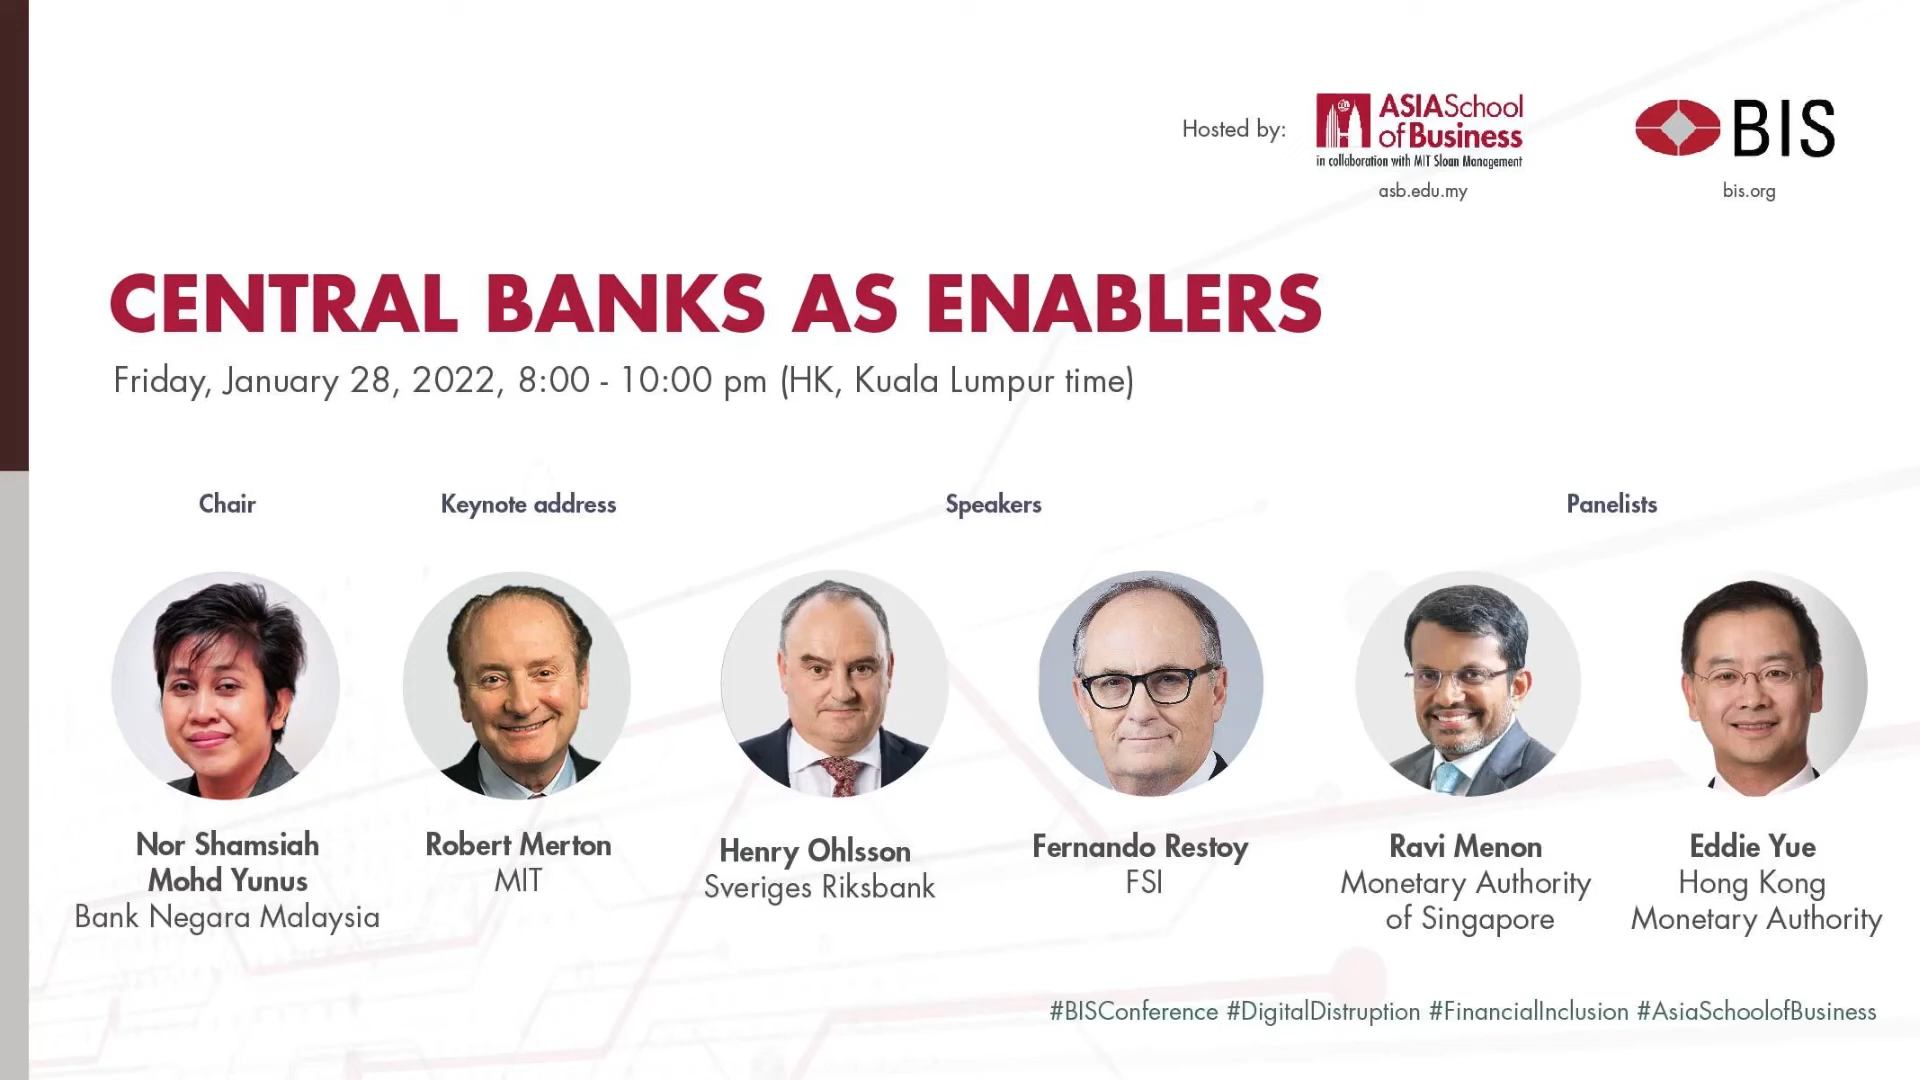 Hosted by:
ASIASchool
ofBusiness
in collaboration with MIT Sloan Management
asb.edu.my
BIS
bis.org
CENTRAL BANKS AS ENABLERS
Friday, January 28, 2022, 8:00 - 10:00 pm (HK, Kuala Lumpur time)
Chair
Keynote address
Speakers
Panelists
Nor Shamsiah
Mohd Yunus
Bank Negara Malaysia
Robert Merton
MIT
Henry Ohlsson
Sveriges Riksbank
Fernando Restoy
FSI
Ravi Menon
Monetary Authority
of Singapore
Eddie Yue
Hong Kong
Monetary Authority
#BISConference #DigitalDistruption #FinancialInclusion #AsiaSchoolofBusiness